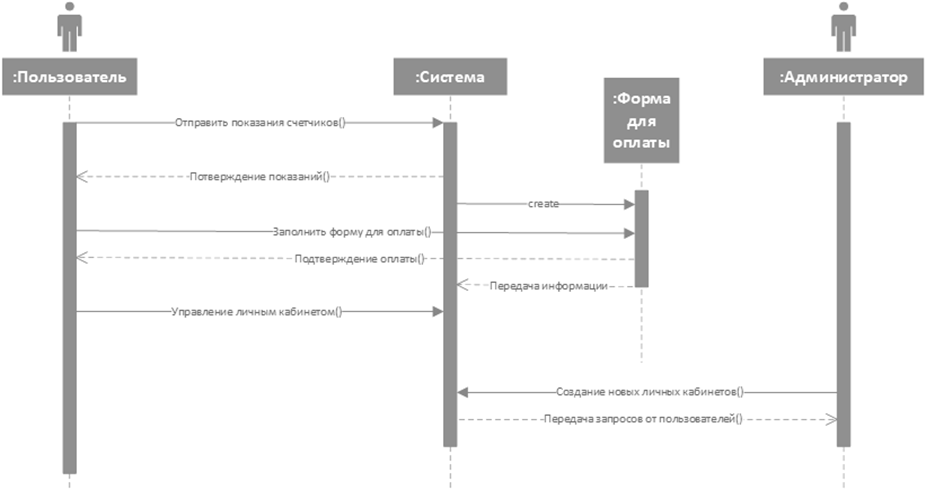 :Пользователь
:Система
:Администратор
:Форма
для
оплаты
Отправить показания счетчиков()
Потверждение показаний()
create
Заполнить форму для оплаты()
Подтверждение оплаты()
Передача информации
Управление личным кабинетом()
Создание новых личных кабинетов()
Передача запросов от пользователей()